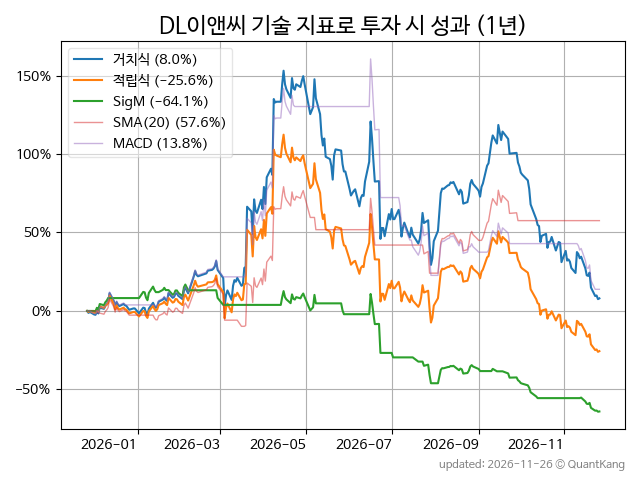 DL이앤씨 기술 지표로 투자 시 성과 (1년)
거치식 (8.0%)
적립식 (−25.6%)
SigM (−64.1%)
SMA(20) (57.6%)
MACD (13.8%)
150%
100%
50%
0%
−50%
2026-01 2026-03 2026-05 2026-07 2026-09 2026-11
updated: 2026-11-26 © QuantKang